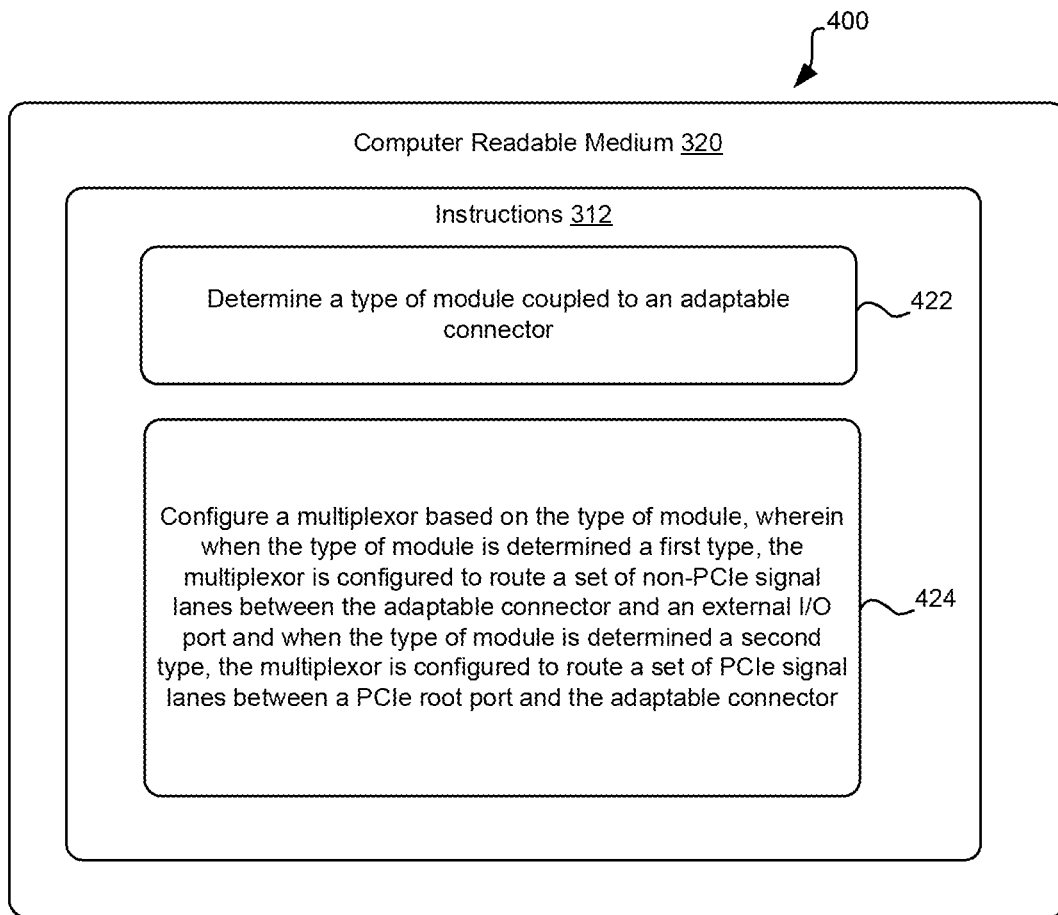 400
Computer Readable Medium 320
Instructions 312
Determine a type of module coupled to an adaptable
connector
422
Configure a multiplexor based on the type of module, wherein
when the type of module is determined a first type, the
multiplexor is configured to route a set of non-PCIe signal
lanes between the adaptable connector and an external I/O
port and when the type of module is determined a second
type, the multiplexor is configured to route a set of PCIe signal
lanes between a PCIe root port and the adaptable connector
424